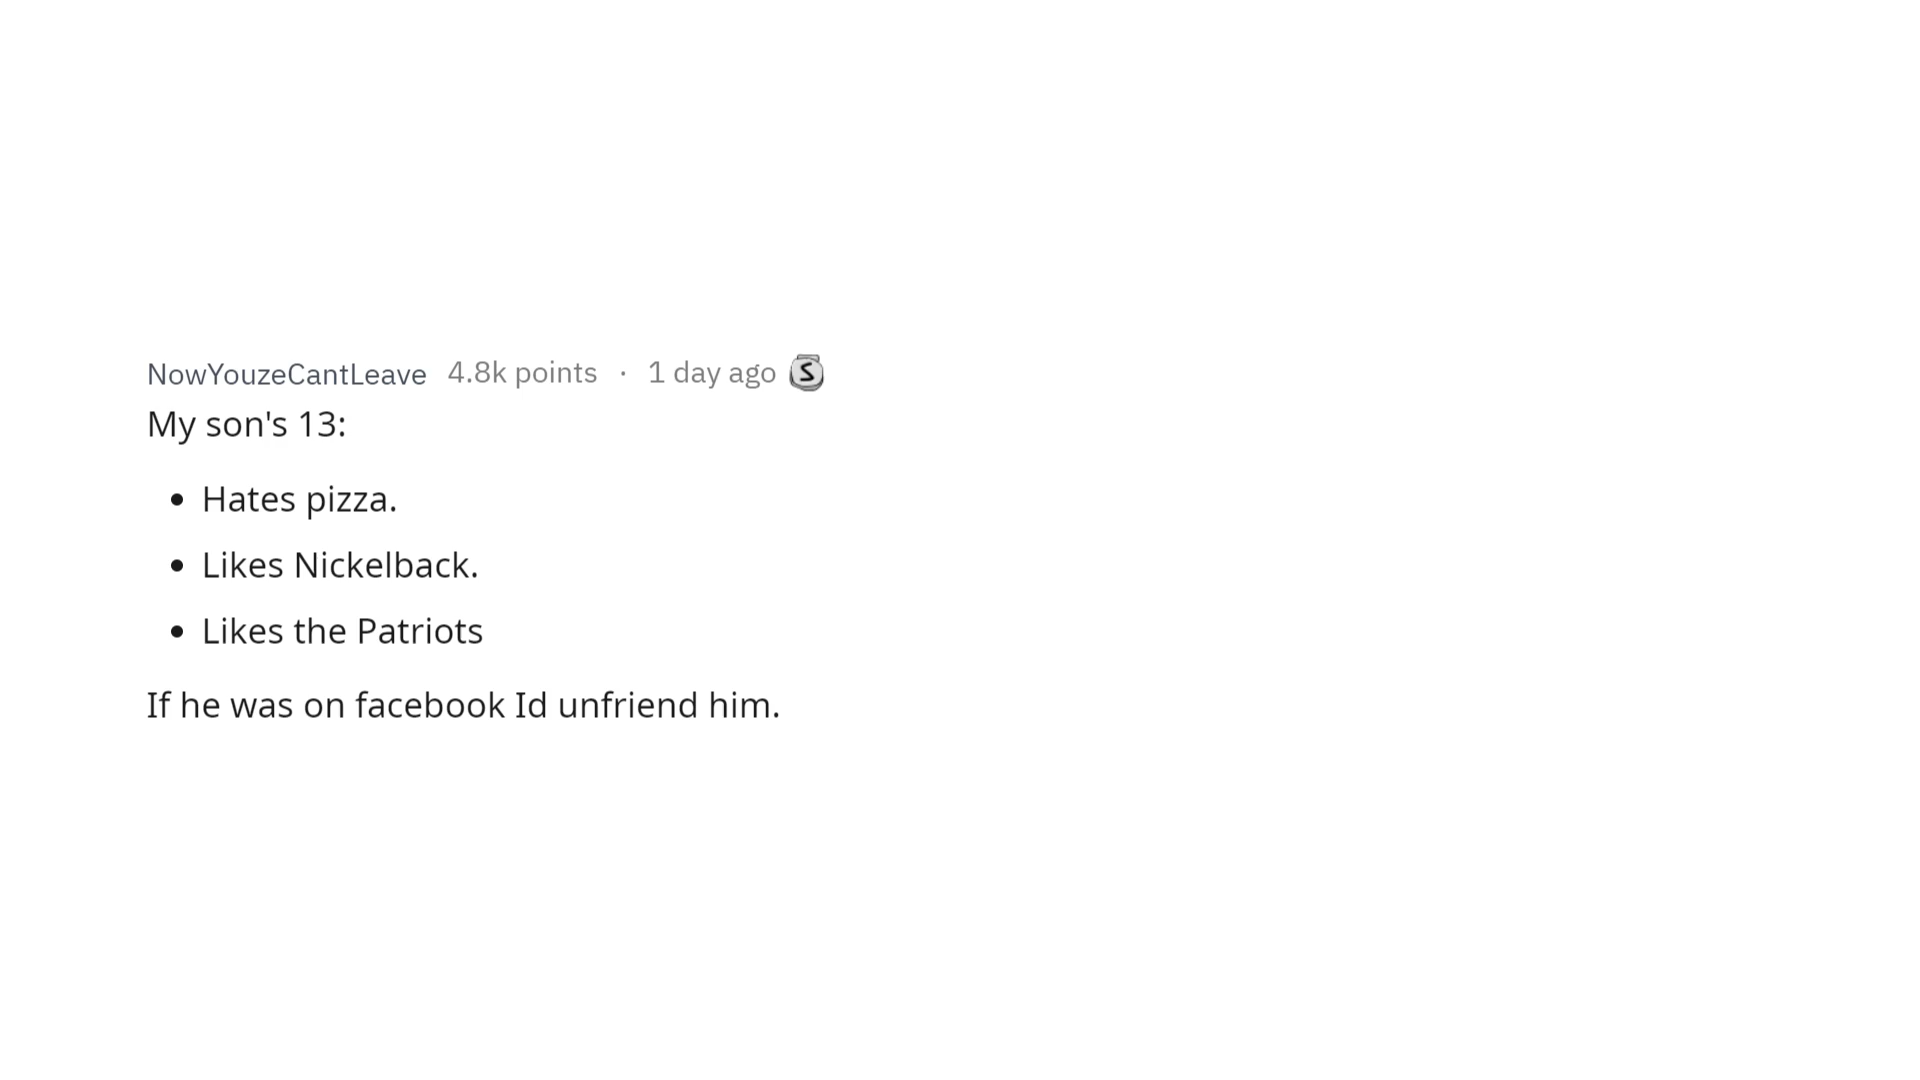 NowYouzeCantLeave 4.8k points · 1 day ago S
My son's 13:
• Hates pizza.
• Likes Nickelback.
• Likes the Patriots
If he was on facebook Id unfriend him.